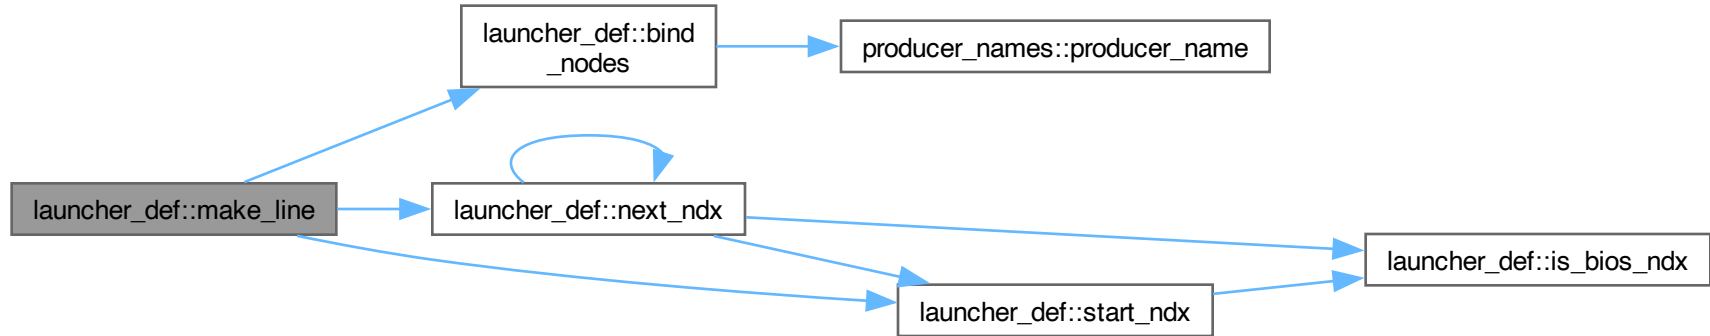 launcher_def::bind
_nodes
producer_names::producer_name
launcher_def::make_line
launcher_def::next_ndx
launcher_def::is_bios_ndx
launcher_def::start_ndx